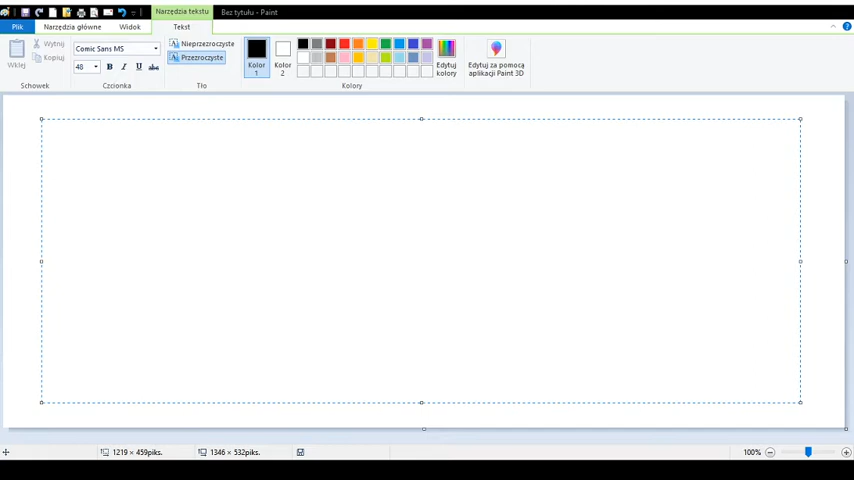 Narzędzia tekstu
Bez tytułu - Paint
Plik
Narzędzia główne
Widok
Tekst
Wklej
Wytnij
Kopiuj
Schowek
Comic Sans MS
48
B I U abc
Czcionka
Nieprzezroczyste
Przezroczyste
Tło
Kolor 1
Kolor 2
Edytuj kolory
Kolory
Edytuj za pomocą aplikacji Paint 3D
1219 × 459piks.
1346 × 532piks.
100%